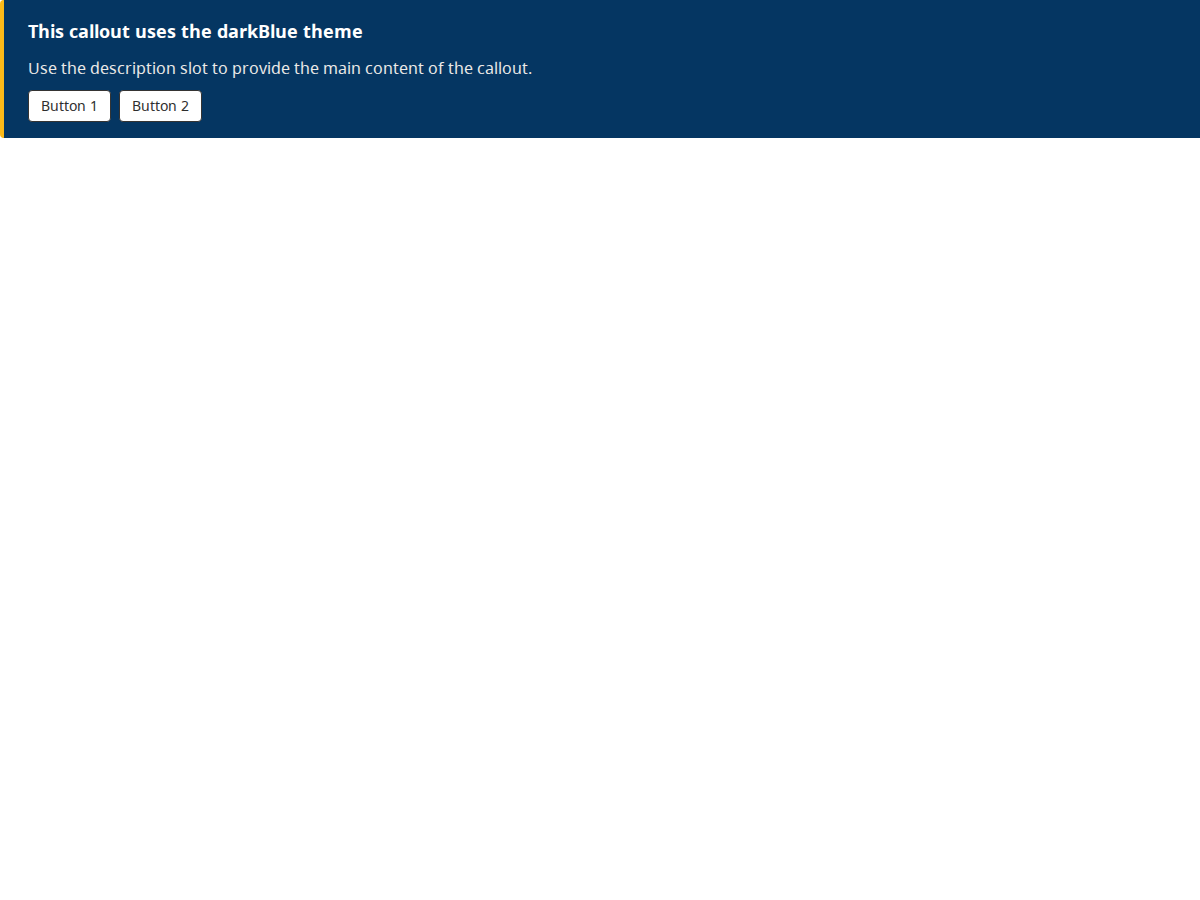 This callout uses the darkBlue theme
Use the description slot to provide the main content of the callout.
Button 1 Button 2